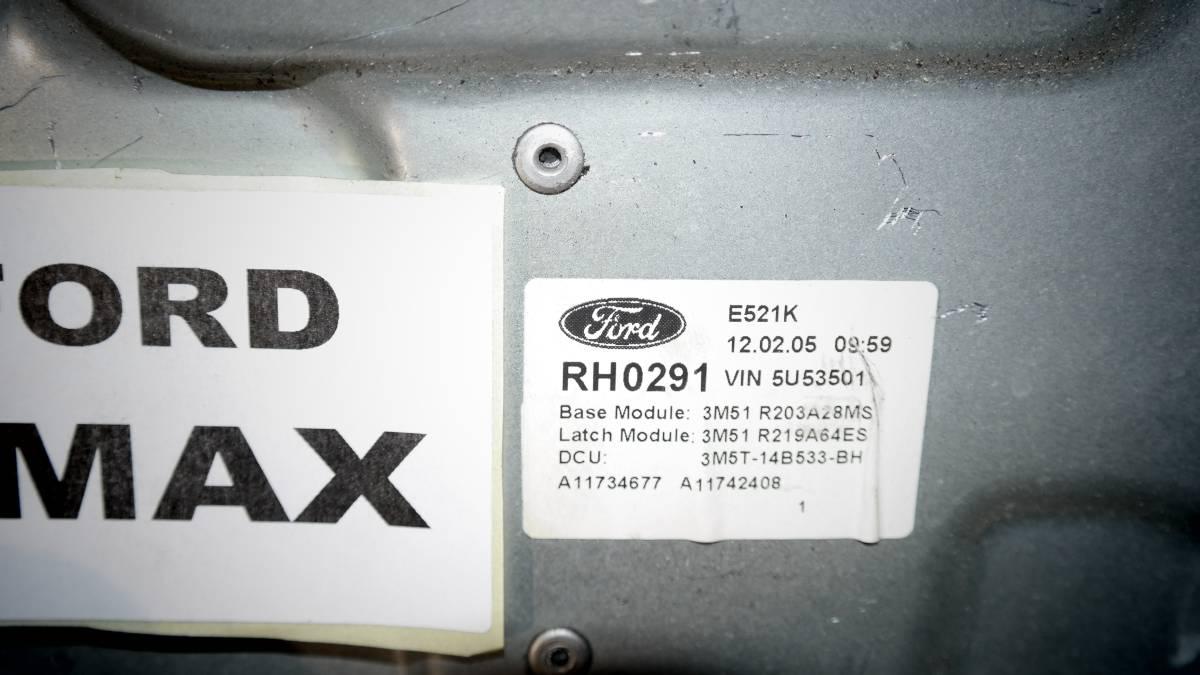 FORD
MAX
Ford
E521K
12.02.05 09:59
RH0291 VIN 5U53501
Base Module: 3M51 R203A28MS
Latch Module: 3M51 R219A64ES
DCU: 3M5T-14B533-BH
A11734677 A11742408
1